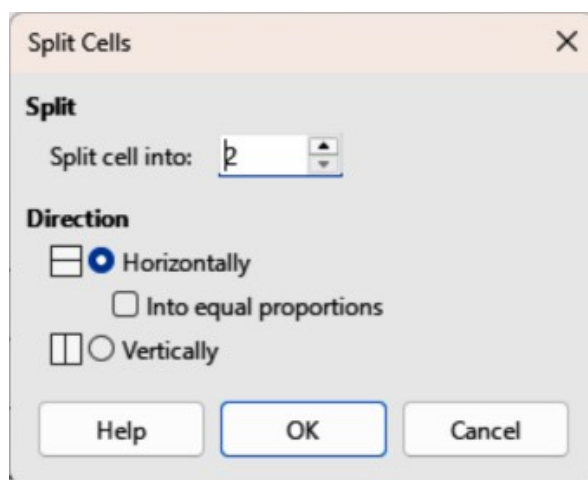 Split Cells
Split
Split cell into: 2
Direction
Horizontally
Into equal proportions
Vertically
Help OK Cancel